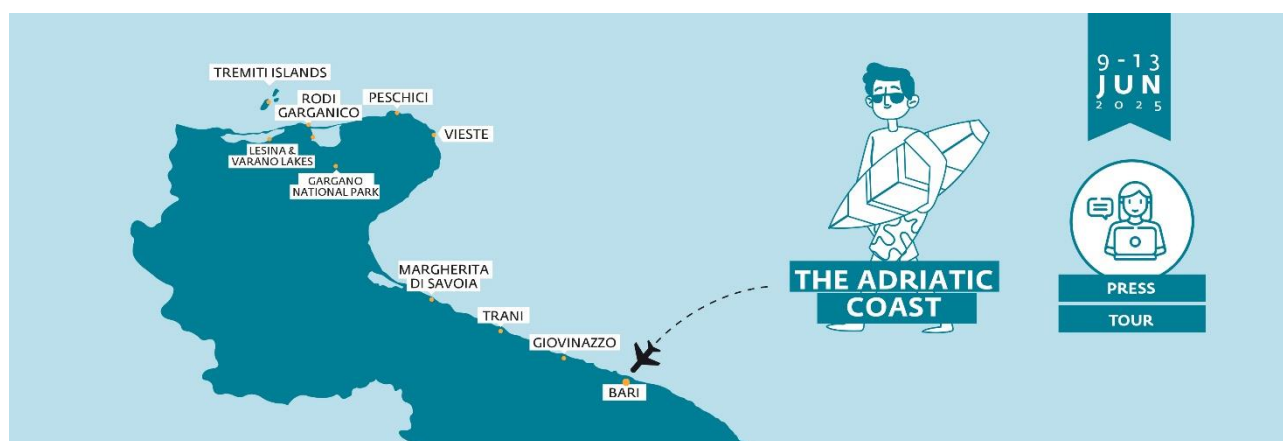 TREMITI ISLANDS
RODI
GARGANICO
PESCHICI
VIESTE
LESINA &
VARANO LAKES
GARGANO
NATIONAL PARK
MARGHERITA
DI SAVOIA
TRANI
GIOVINAZZO
BARI
THE ADRIATIC
COAST
9 - 13
JUN
2025
PRESS
TOUR